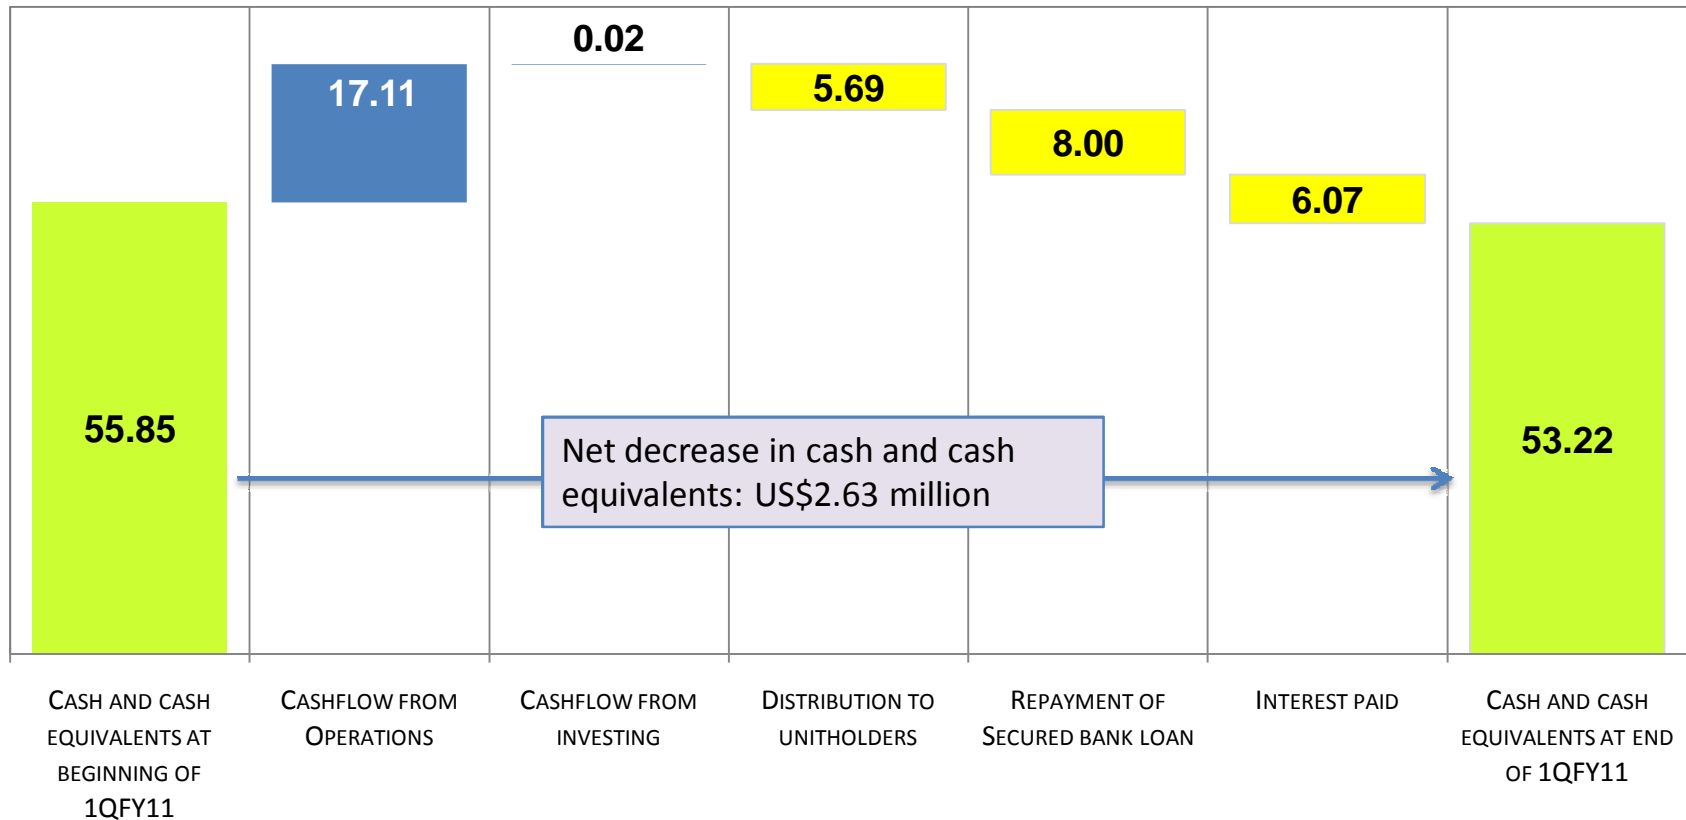 0.02
17.11
5.69
8.00
6.07
55.85
53.22
Net decrease in cash and cash
equivalents: US$2.63 million
CASH AND CASH
EQUIVALENTS AT
BEGINNING OF
1QFY11
CASHFLOW FROM
OPERATIONS
CASHFLOW FROM
INVESTING
DISTRIBUTION TO
UNITHOLDERS
REPAYMENT OF
SECURED BANK LOAN
INTEREST PAID
CASH AND CASH
EQUIVALENTS AT END
OF 1QFY11